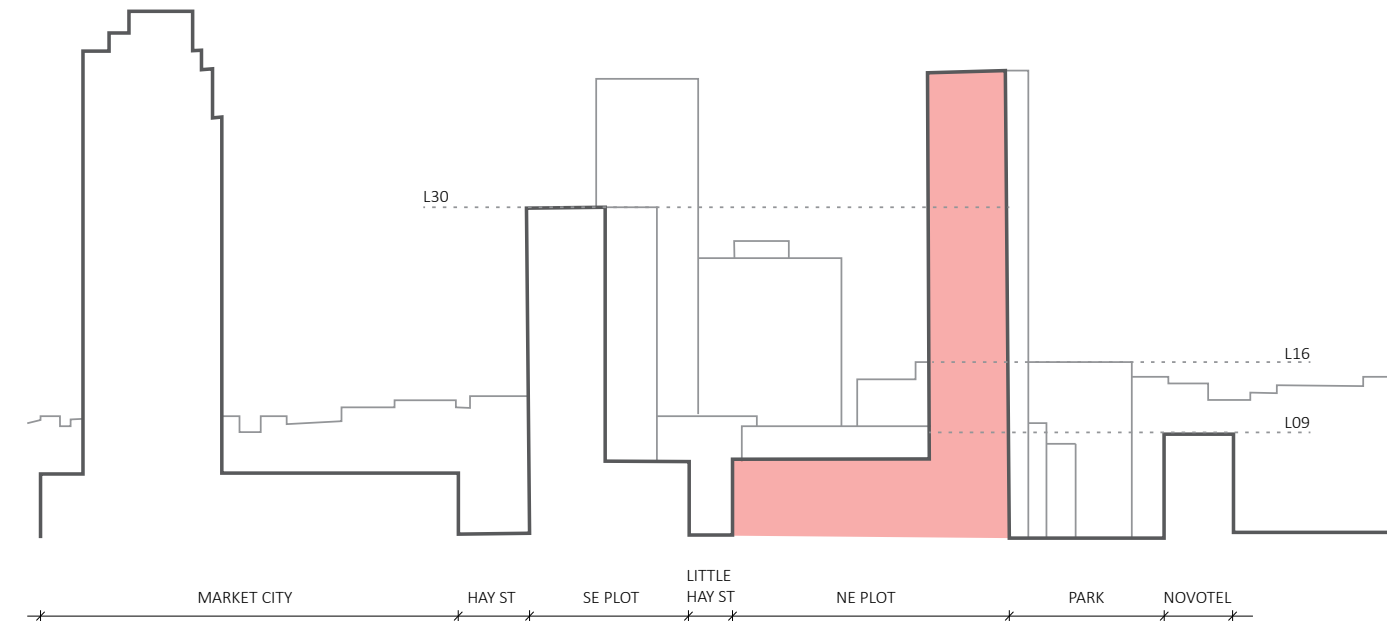 L30
L16
L09
MARKET CITY
HAY ST
SE PLOT
LITTLE
HAY ST
NE PLOT
PARK
NOVOTEL